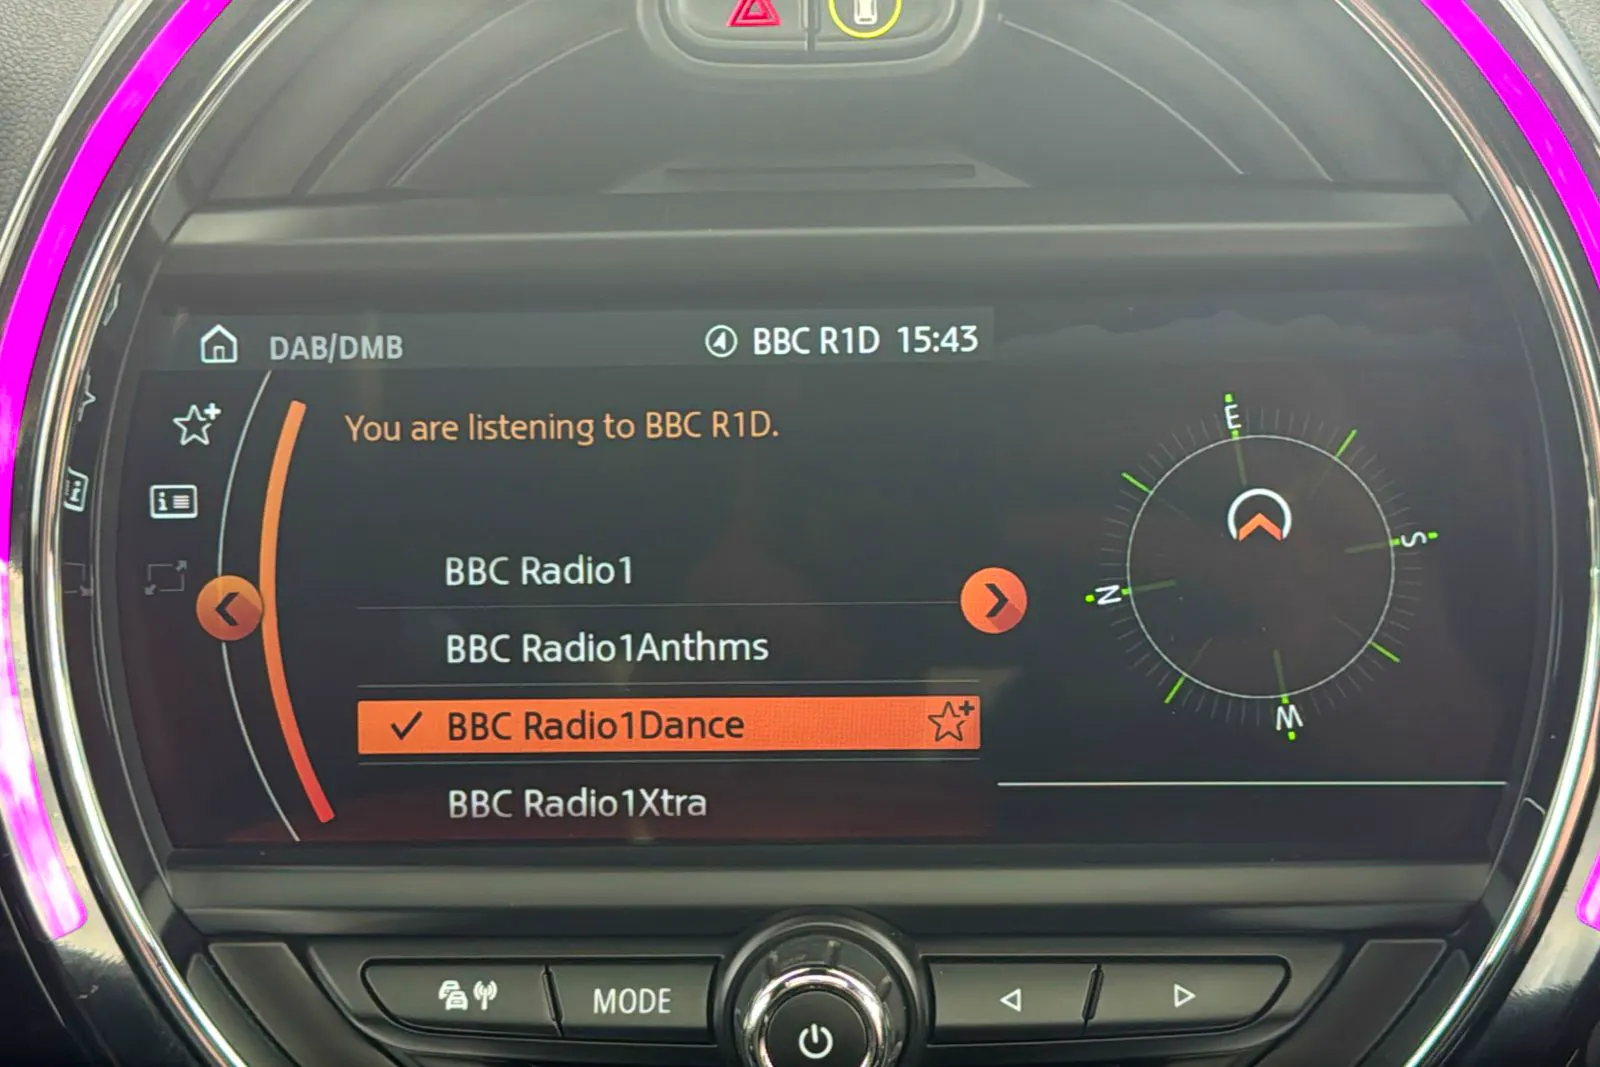 DAB/DMB
BBC R1D 15:43
You are listening to BBC R1D.
BBC Radio1
BBC Radio1Anthms
BBC Radio1Dance
BBC Radio1Xtra
E
S
N
W
MODE